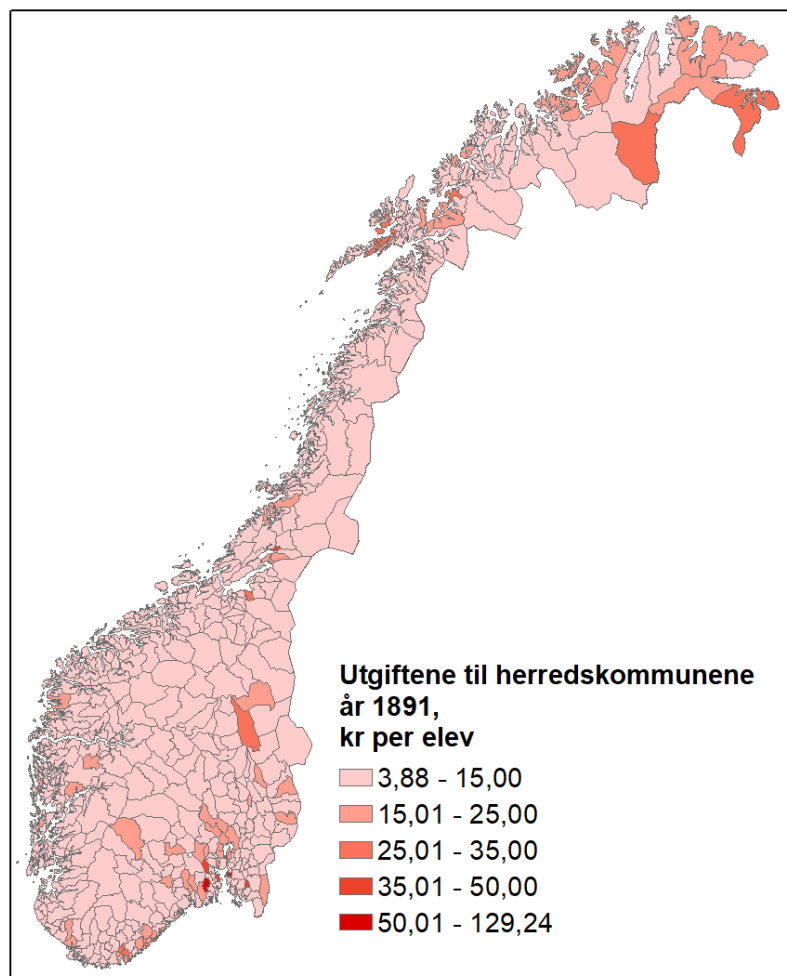 Utgiftene til herredskommunene
år 1891,
kr per elev
3,88 - 15,00
15,01 - 25,00
25,01 - 35,00
35,01 - 50,00
50,01 - 129,24